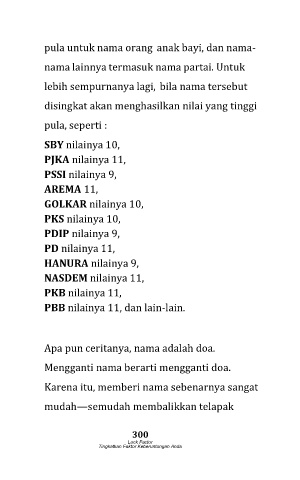 pula untuk nama orang anak bayi, dan nama-
nama lainnya termasuk nama partai. Untuk
lebih sempurnanya lagi, bila nama tersebut
disingkat akan menghasilkan nilai yang tinggi
pula, seperti :
SBY nilainya 10,
PJKA nilainya 11,
PSSI nilainya 9,
AREMA 11,
GOLKAR nilainya 10,
PKS nilainya 10,
PDIP nilainya 9,
PD nilainya 11,
HANURA nilainya 9,
NASDEM nilainya 11,
PKB nilainya 11,
PBB nilainya 11, dan lain-lain.
Apa pun ceritanya, nama adalah doa.
Mengganti nama berarti mengganti doa.
Karena itu, memberi nama sebenarnya sangat
mudah—semudah membalikkan telapak
300
Luck Factor
Tingkatkan Faktor Keberuntungan Anda